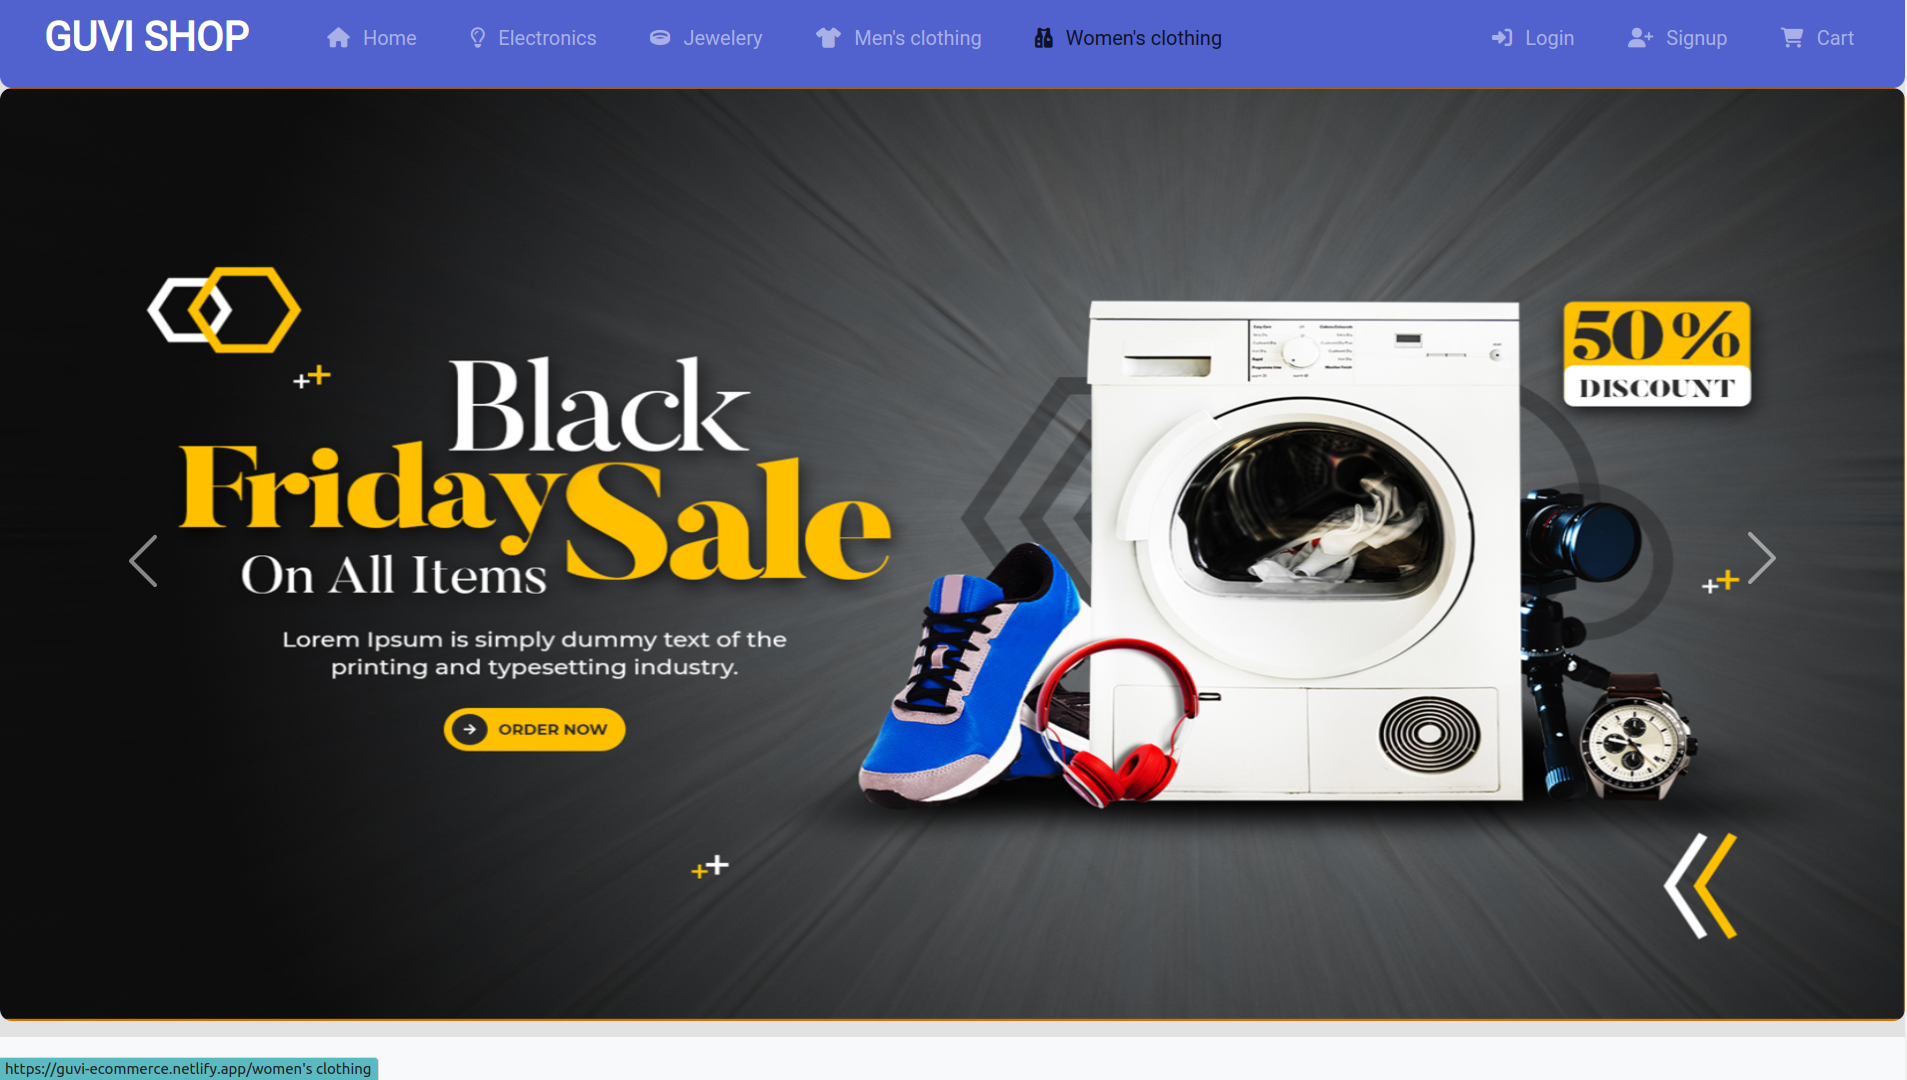 GUVI SHOP
Home
Electronics
Jewelery
Men's clothing
Women's clothing
Login
Signup
Cart
50%
DISCOUNT
Black
Friday Sale
On All Items
Lorem Ipsum is simply dummy text of the
printing and typesetting industry.
ORDER NOW
https://guvi-ecommerce.netlify.app/women's clothing